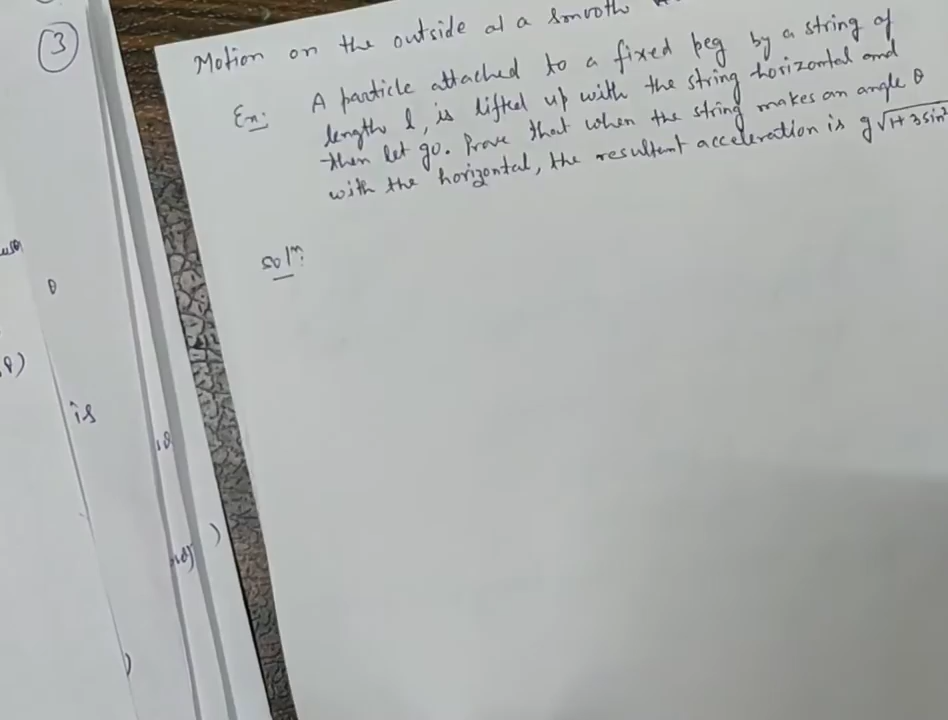 3
Motion on the outside of a smooth
Ex: A particle attached to a fixed peg by a string of
length l, is lifted up with the string horizontal and
then let go. Prove that when the string makes an angle θ
with the horizontal, the resultant acceleration is g√1+3sin²
Solⁿ:
θ
is